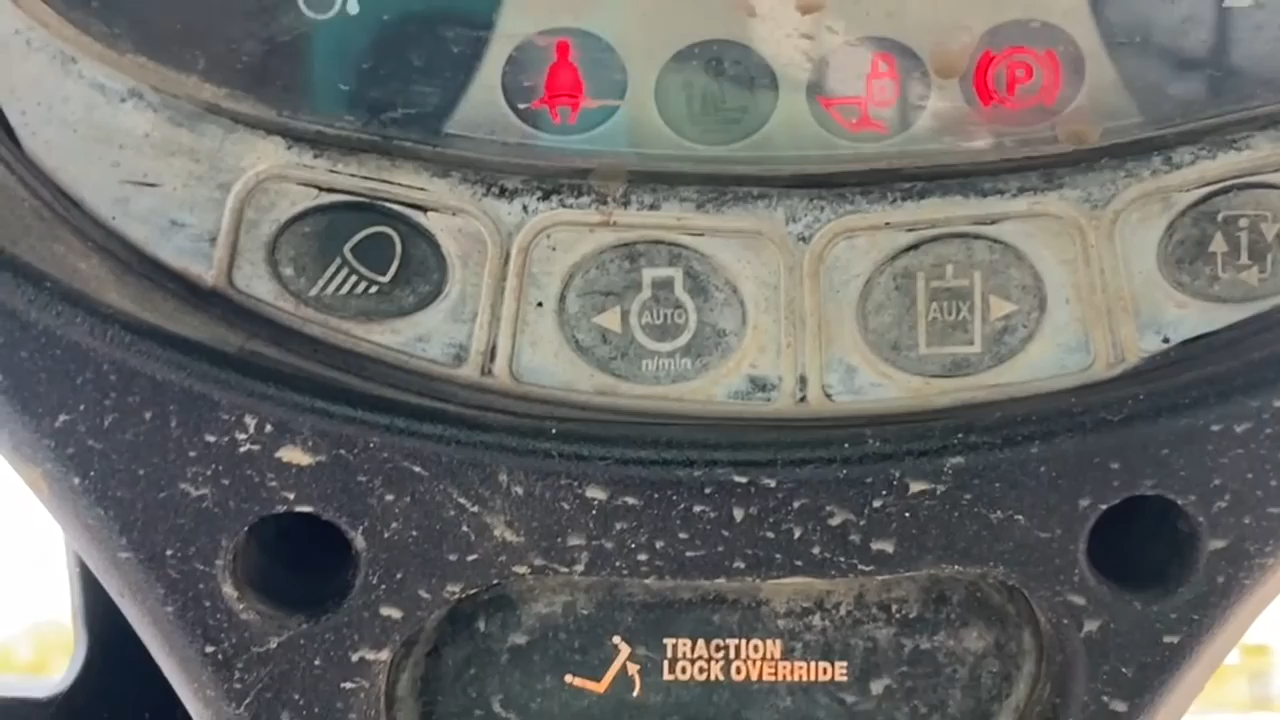 P
AUTO
n/min
AUX
i
TRACTION
LOCK OVERRIDE